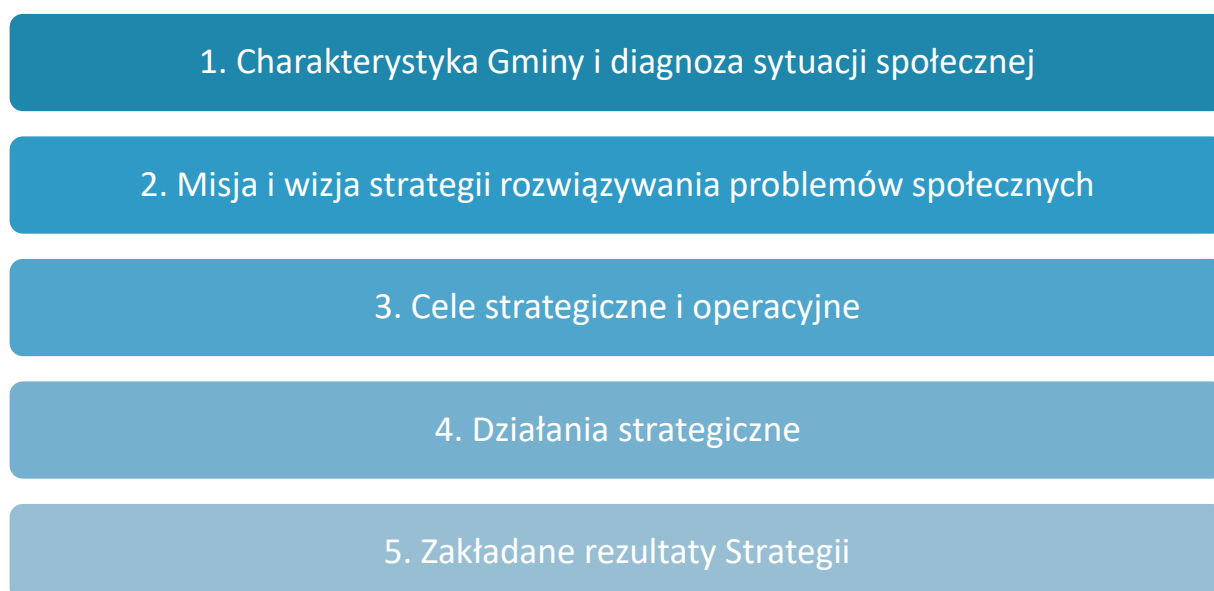 1. Charakterystyka Gminy i diagnoza sytuacji społecznej
2. Misja i wizja strategii rozwiązywania problemów społecznych
3. Cele strategiczne i operacyjne
4. Działania strategiczne
5. Zakładane rezultaty Strategii